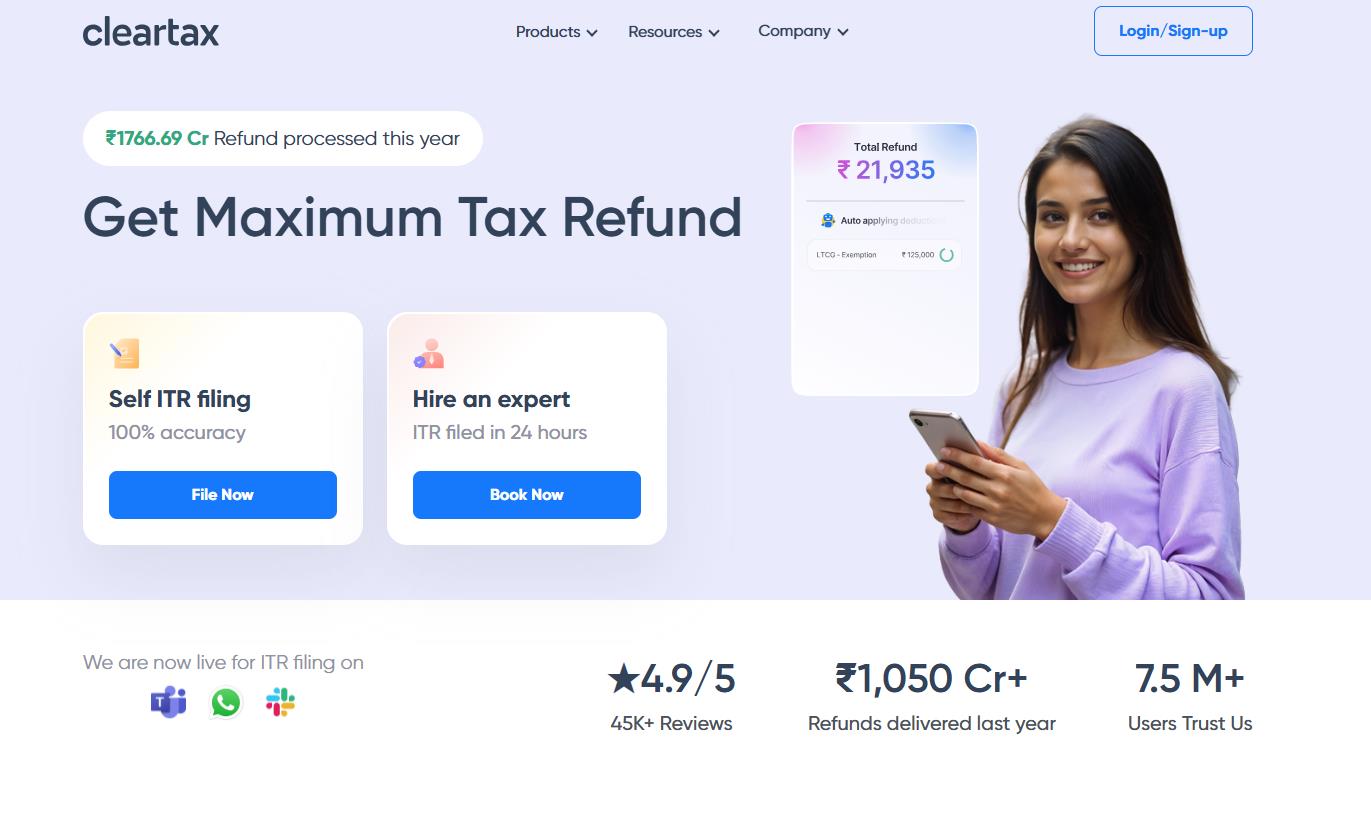 cleartax
Products
Resources
Company
Login/Sign-up
₹1766.69 Cr Refund processed this year
Get Maximum Tax Refund
Self ITR filing
100% accuracy
File Now
Hire an expert
ITR filed in 24 hours
Book Now
Total Refund
₹ 21,935
Auto applying deduction
LTCG - Exemption ₹ 125,000
We are now live for ITR filing on
T
★4.9/5
45K+ Reviews
₹1,050 Cr+
Refunds delivered last year
7.5 M+
Users Trust Us